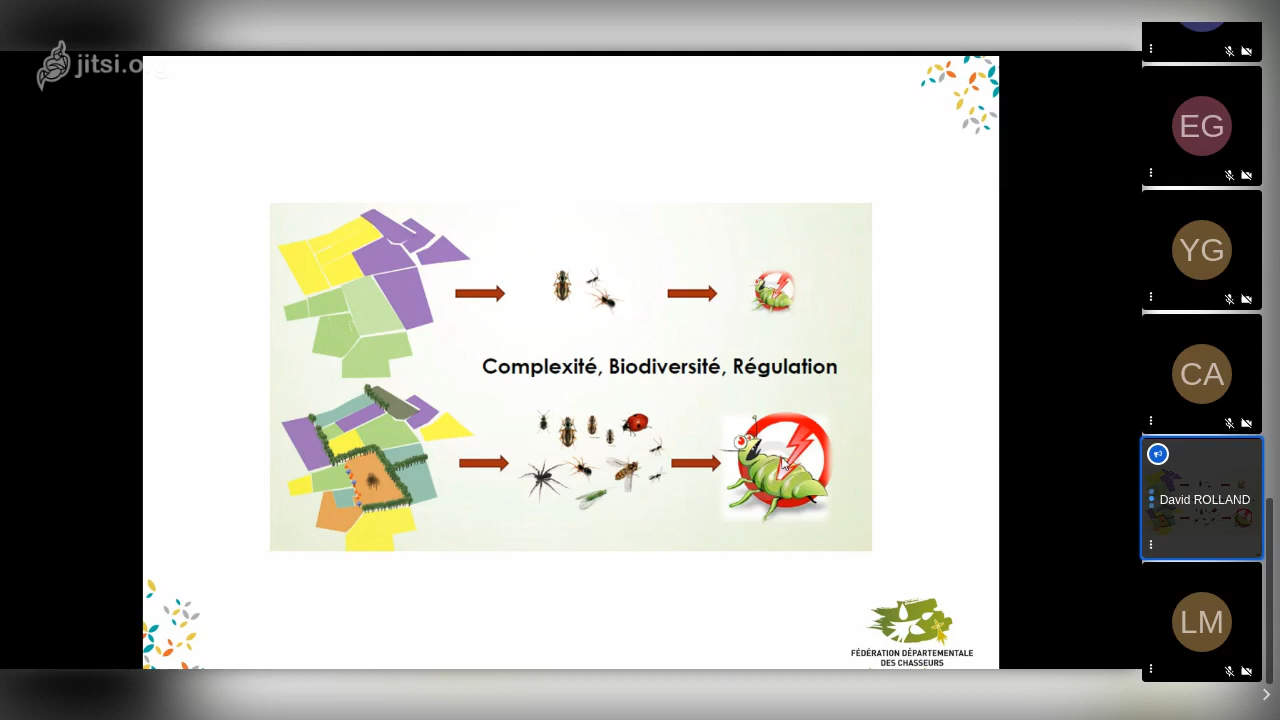 jitsi.org
Complexité, Biodiversité, Régulation
FÉDÉRATION DÉPARTEMENTALE
DES CHASSEURS
EG
YG
CA
David ROLLAND
LM